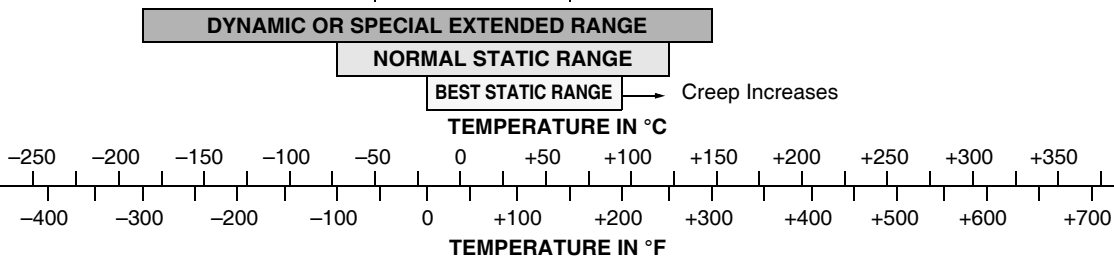 DYNAMIC OR SPECIAL EXTENDED RANGE
NORMAL STATIC RANGE
BEST STATIC RANGE Creep Increases
TEMPERATURE IN °C
–250 –200 –150 –100 –50 0 +50 +100 +150 +200 +250 +300 +350
–400 –300 –200 –100 0 +100 +200 +300 +400 +500 +600 +700
TEMPERATURE IN °F